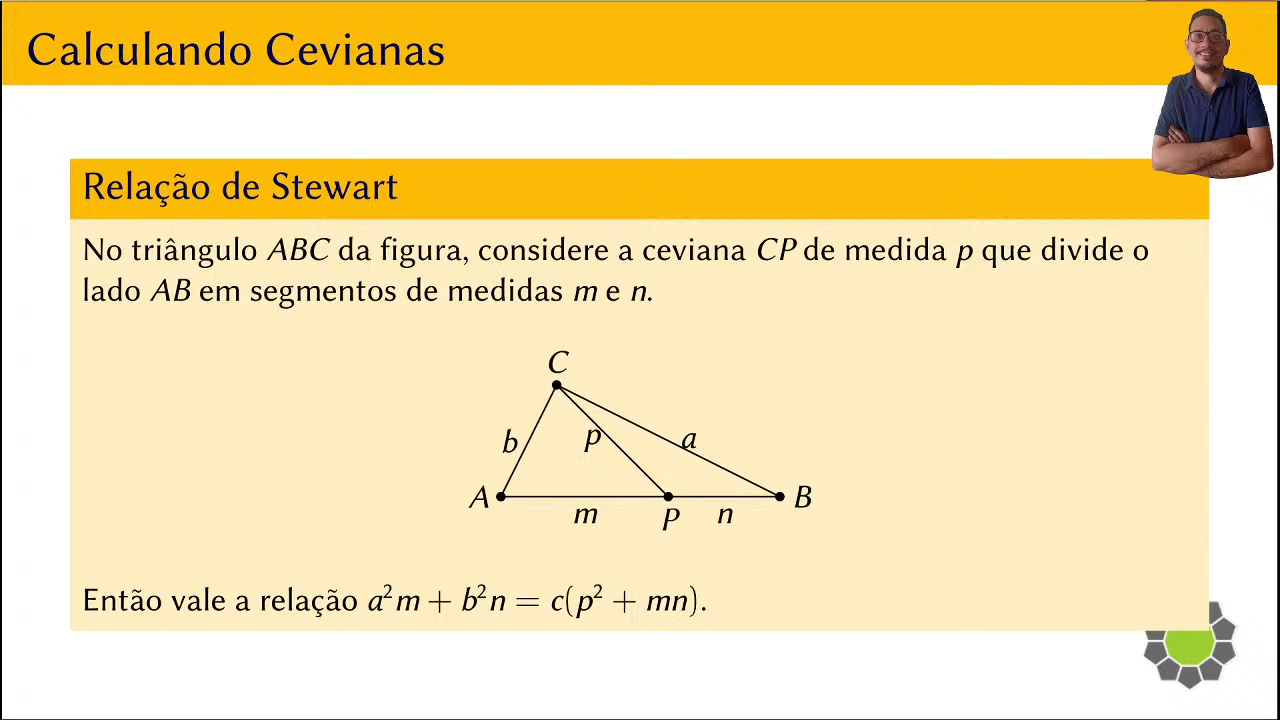 Calculando Cevianas
Relação de Stewart
No triângulo ABC da figura, considere a ceviana CP de medida p que divide o
lado AB em segmentos de medidas m e n.
C
b
p
a
A
B
m
P
n
Então vale a relação a²m + b²n = c(p² + mn).